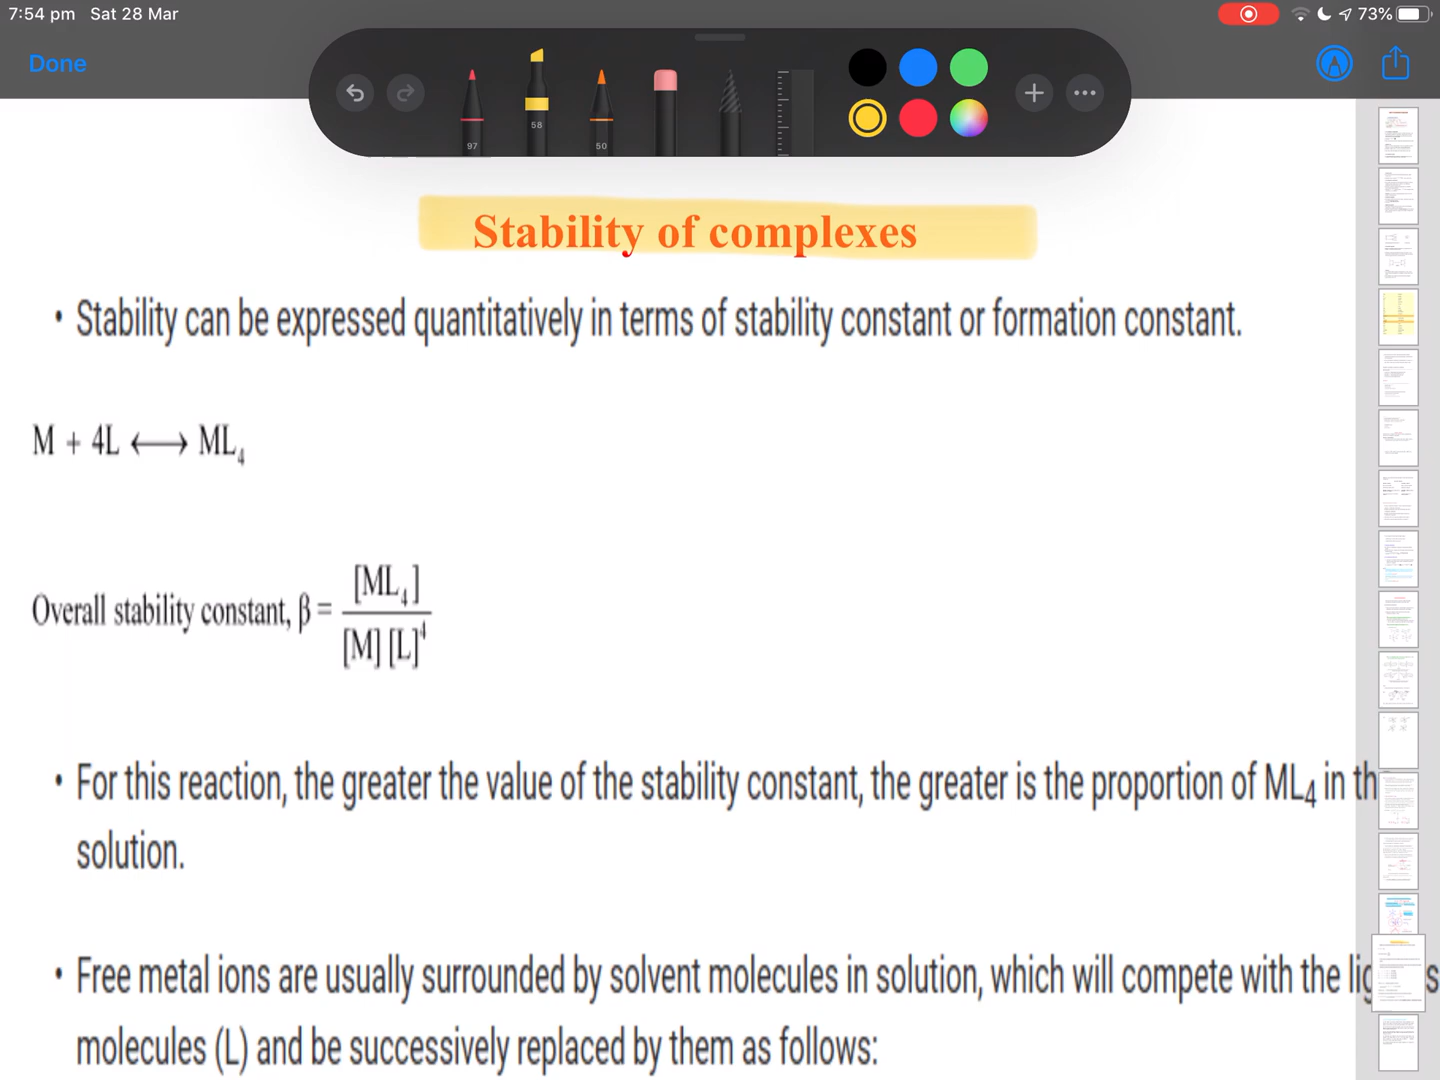 7:54 pm Sat 28 Mar 73%
Done
97 58 50
Stability of complexes
• Stability can be expressed quantitatively in terms of stability constant or formation constant.
M + 4L ⟷ ML₄
Overall stability constant, β = [ML₄] / [M] [L]⁴
• For this reaction, the greater the value of the stability constant, the greater is the proportion of ML₄ in th
solution.
• Free metal ions are usually surrounded by solvent molecules in solution, which will compete with the lig s
molecules (L) and be successively replaced by them as follows: